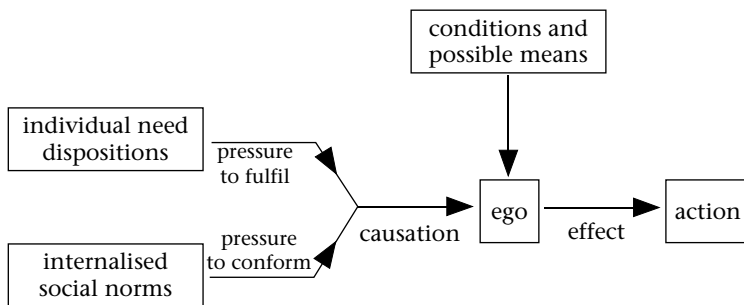 conditions and
possible means
individual need
dispositions
pressure
to fulfil
ego
action
causation
effect
pressure
to conform
internalised
social norms